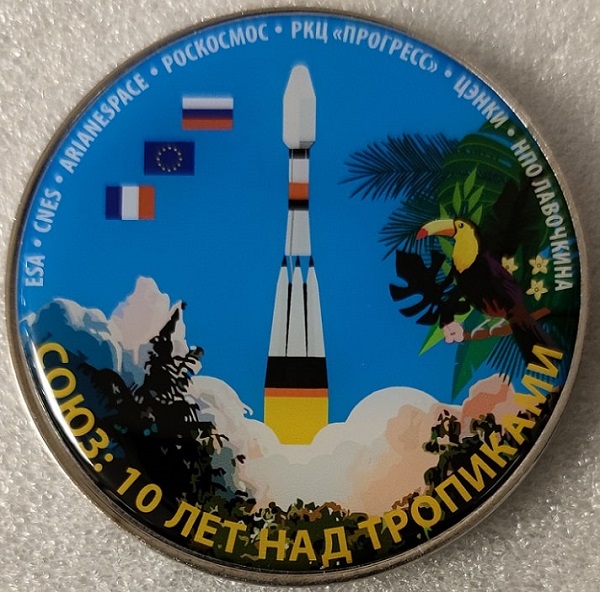 ESA • CNES • ARIANESPACE • РОСКОСМОС • РКЦ «ПРОГРЕСС» • ЦЭНКИ • НПО ЛАВОЧКИНА
СОЮЗ: 10 ЛЕТ НАД ТРОПИКАМИ